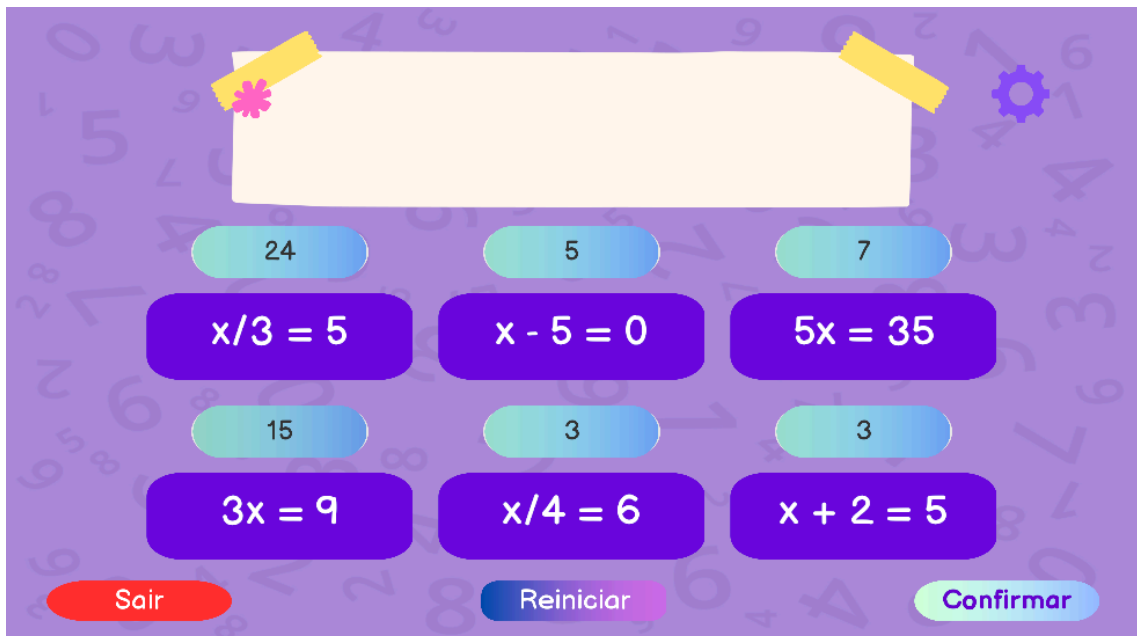 24 5 7
x/3 = 5 x - 5 = 0 5x = 35
15 3 3
3x = 9 x/4 = 6 x + 2 = 5
Sair Reiniciar Confirmar